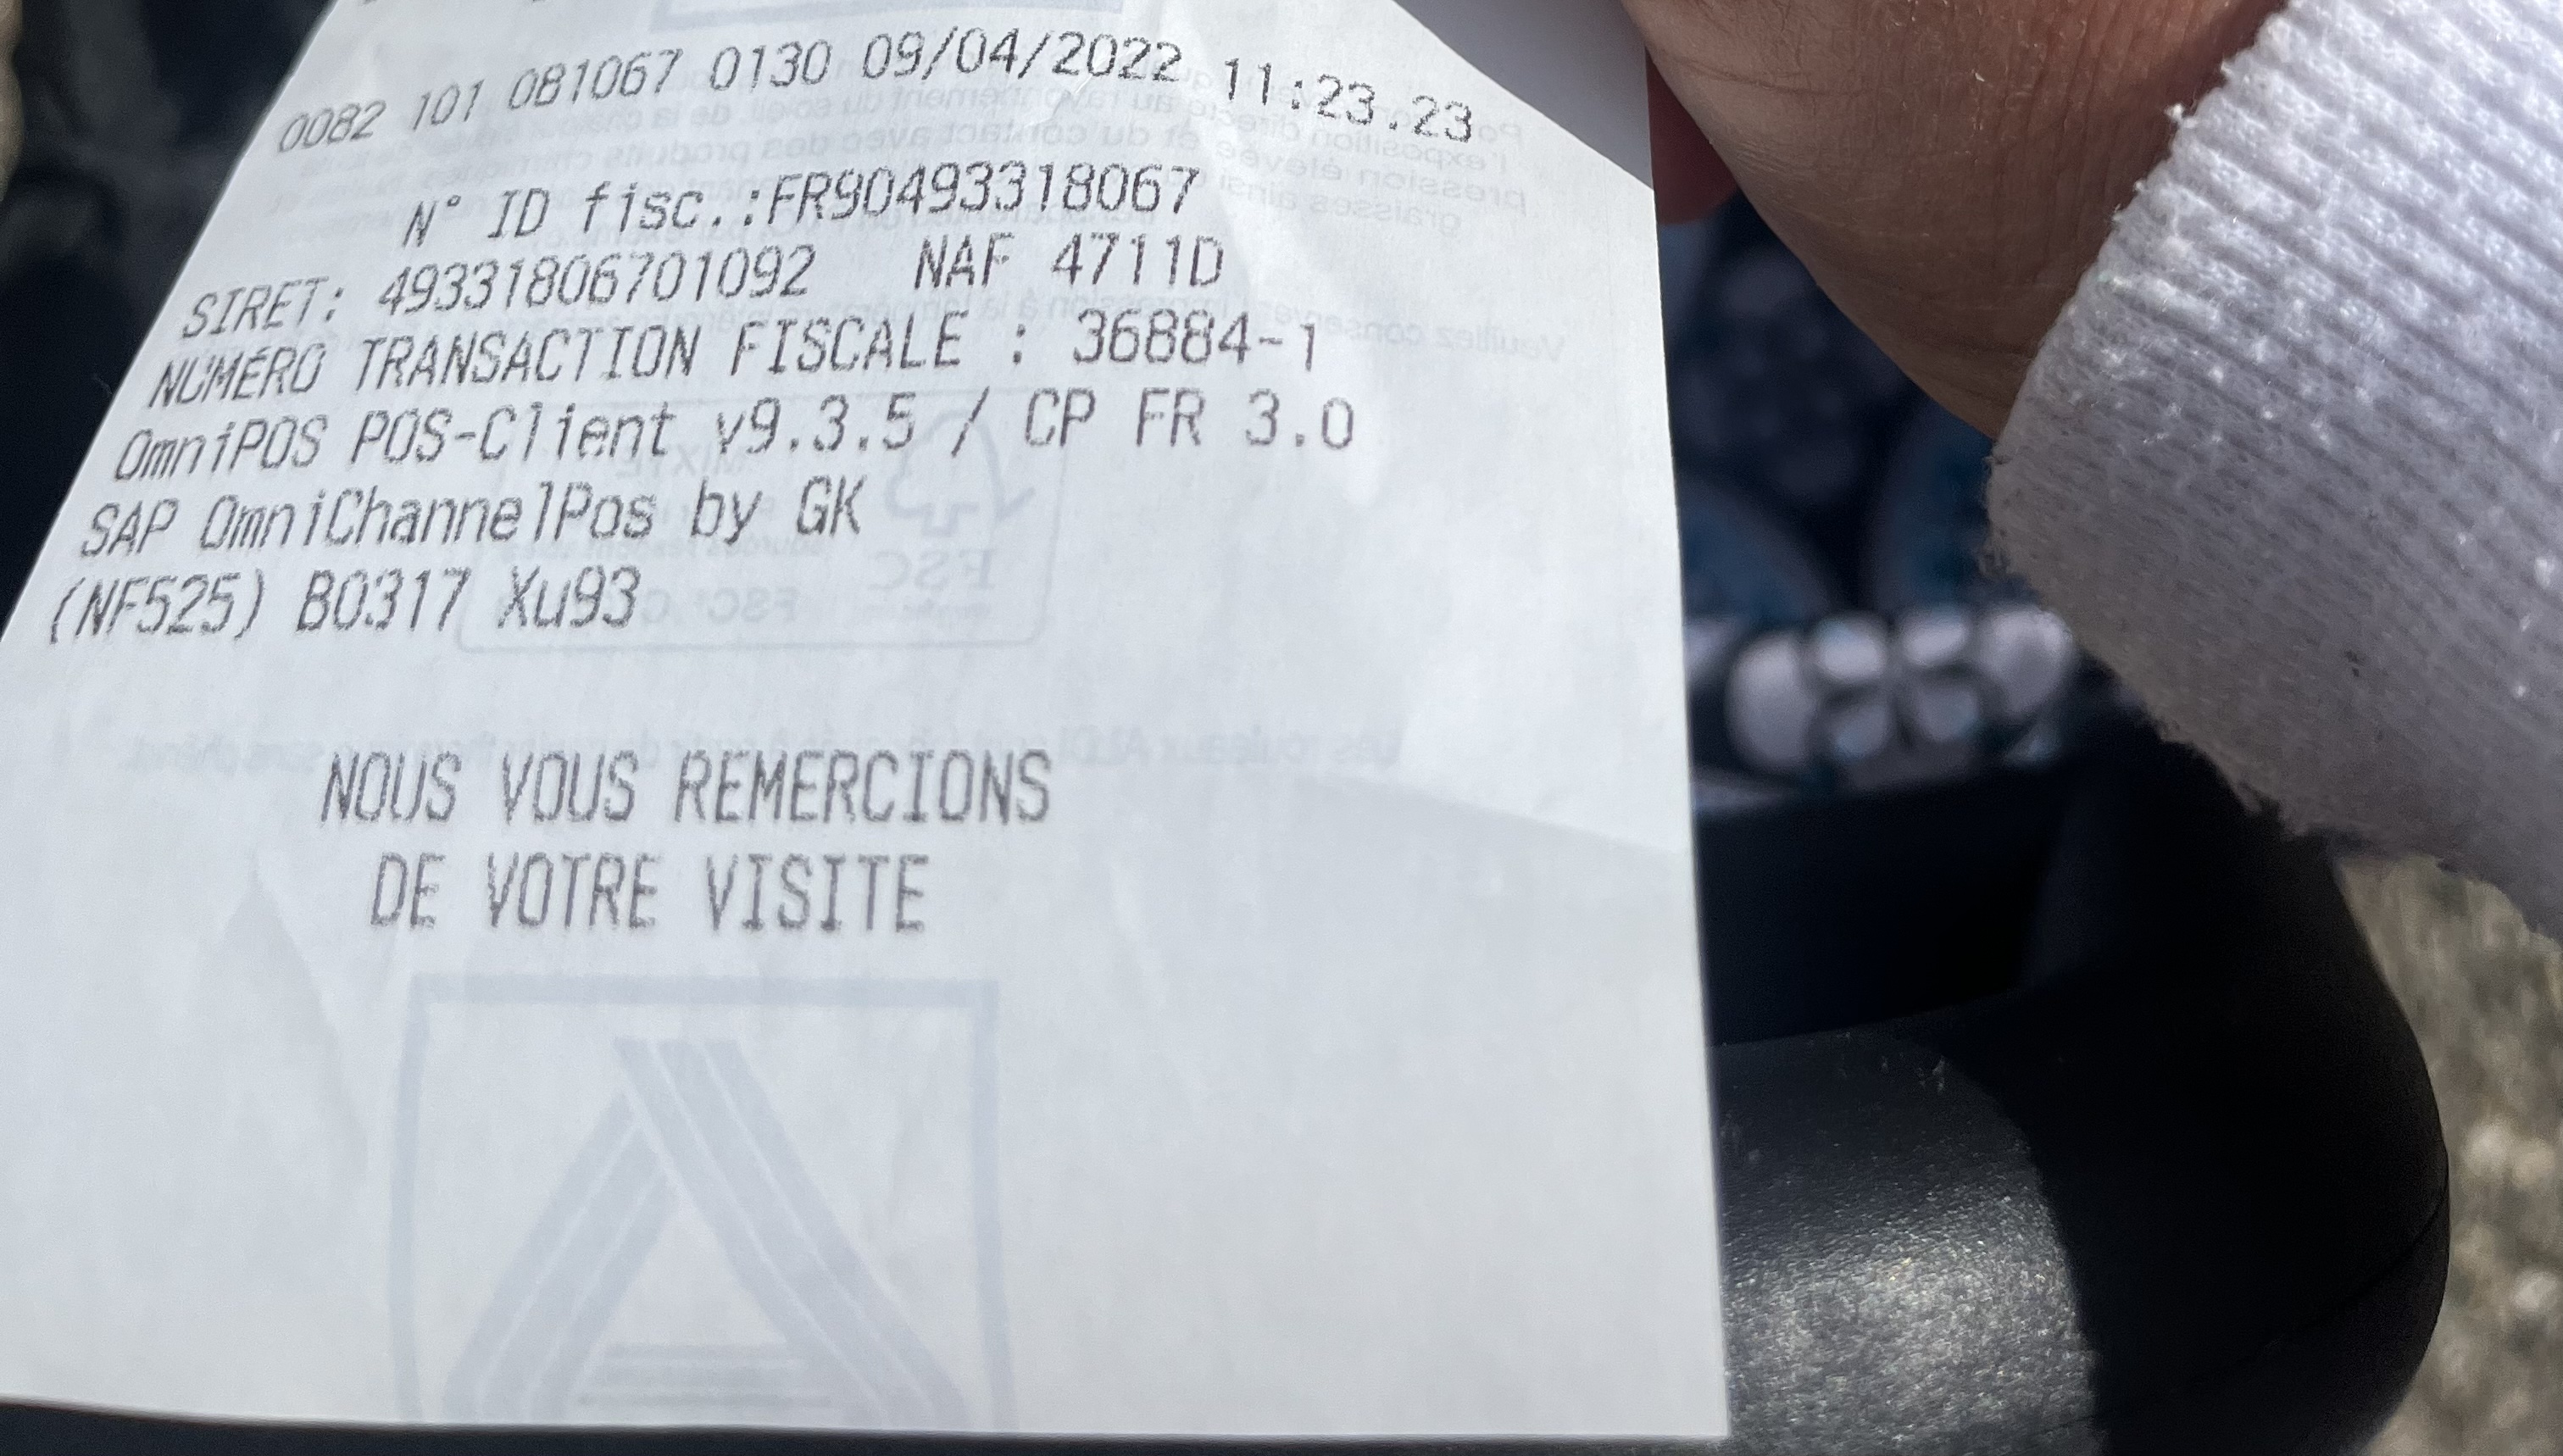 0082 101 081067 0130 09/04/2022 11:23.23
N° ID fisc.:FR90493318067
SIRET: 49331806701092 NAF 4711D
NUMÉRO TRANSACTION FISCALE : 36884-1
OmniPOS POS-Client v9.3.5 / CP FR 3.0
SAP OmniChannelPos by GK
(NF525) B0317 Xu93
NOUS VOUS REMERCIONS
DE VOTRE VISITE